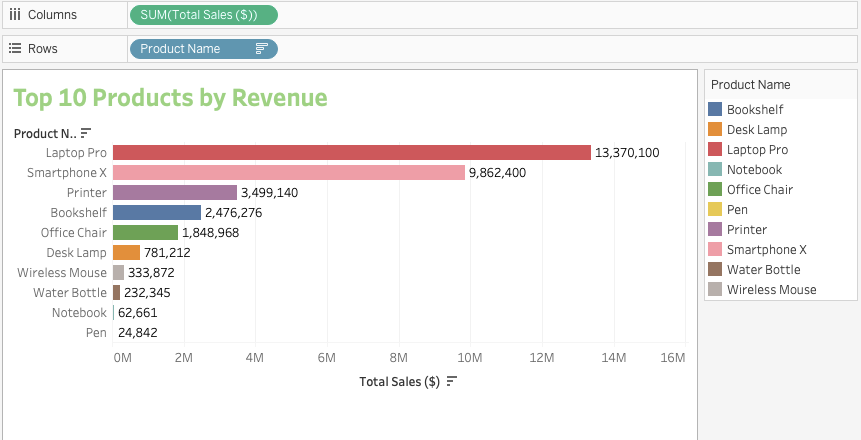 Columns
SUM(Total Sales ($))
Rows
Product Name
Top 10 Products by Revenue
Product N..
Laptop Pro 13,370,100
Smartphone X 9,862,400
Printer 3,499,140
Bookshelf 2,476,276
Office Chair 1,848,968
Desk Lamp 781,212
Wireless Mouse 333,872
Water Bottle 232,345
Notebook 62,661
Pen 24,842
0M 2M 4M 6M 8M 10M 12M 14M 16M
Total Sales ($)
Product Name
Bookshelf
Desk Lamp
Laptop Pro
Notebook
Office Chair
Pen
Printer
Smartphone X
Water Bottle
Wireless Mouse